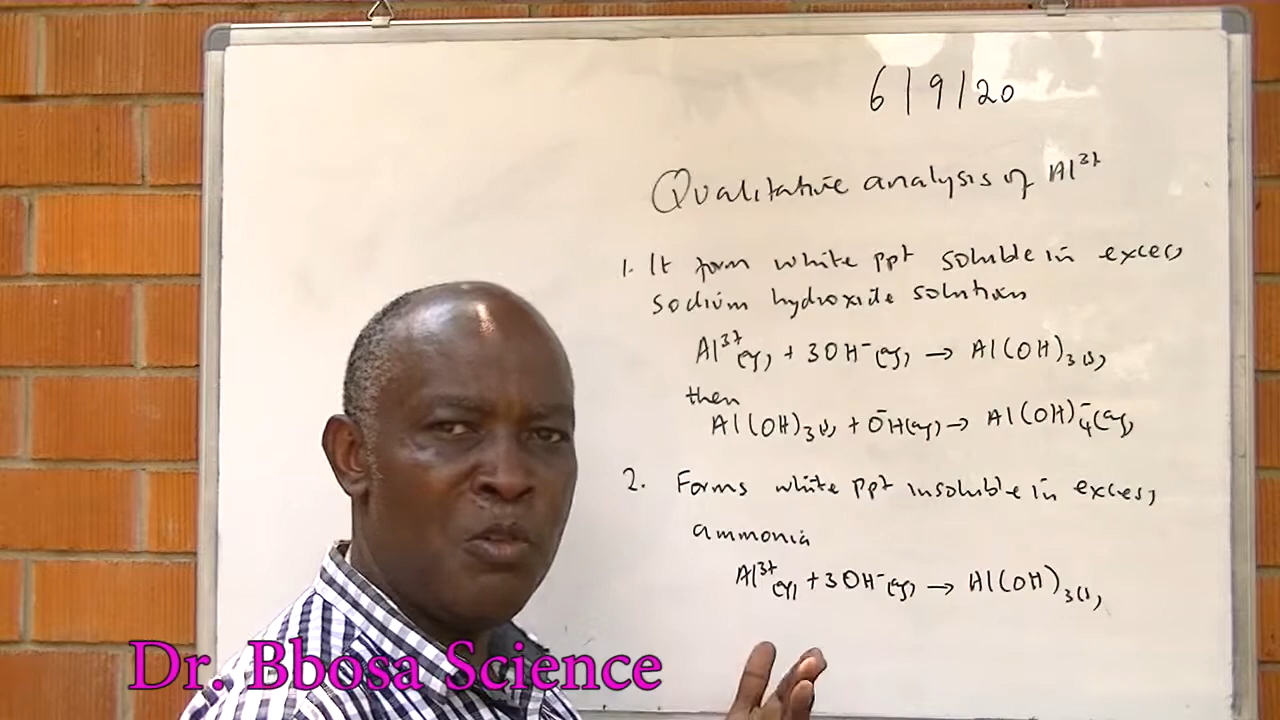 6/9/20
Qualitative analysis of Al³⁺
1. It form white ppt soluble in excess
sodium hydroxide solutions
Al³⁺(aq) + 3OH⁻(aq) → Al(OH)₃(s)
then
Al(OH)₃(s) + ŌH(aq) → Al(OH)₄⁻(aq)
2. Forms white ppt insoluble in excess
ammonia
Al³⁺(aq) + 3OH⁻(aq) → Al(OH)₃(s)
Dr. Bbosa Science